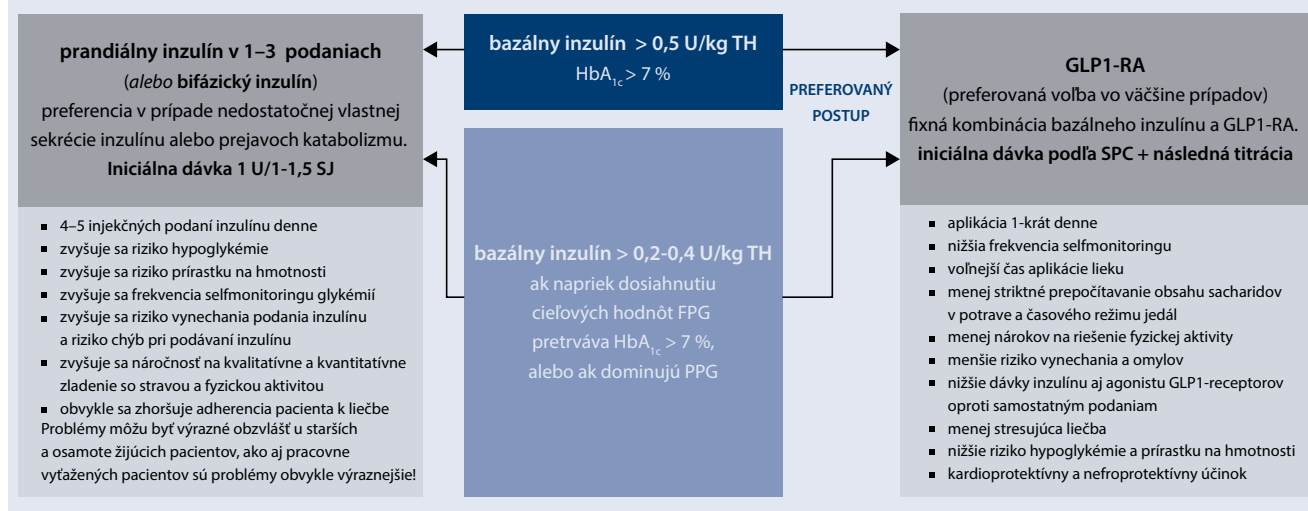 prandiálny inzulín v 1–3 podaniach
(alebo bifázický inzulín)
preferencia v prípade nedostatočnej vlastnej
sekrécie inzulínu alebo prejavoch katabolizmu.
Iniciálna dávka 1 U/1-1,5 SJ
4–5 injekčných podaní inzulínu denne
zvyšuje sa riziko hypoglykémie
zvyšuje sa riziko prírastku na hmotnosti
zvyšuje sa frekvencia selfmonitoringu glykémií
zvyšuje sa riziko vynechania podania inzulínu
a riziko chýb pri podávaní inzulínu
zvyšuje sa náročnosť na kvalitatívne a kvantitatívne
zladenie so stravou a fyzickou aktivitou
obvykle sa zhoršuje adherencia pacienta k liečbe
Problémy môžu byť výrazné obzvlášť u starších
a osamote žijúcich pacientov, ako aj pracovne
vyťažených pacientov sú problémy obvykle výraznejšie!
bazálny inzulín > 0,5 U/kg TH
HbA1c > 7 %
bazálny inzulín > 0,2-0,4 U/kg TH
ak napriek dosiahnutiu
cieľových hodnôt FPG
pretrváva HbA1c > 7 %,
alebo ak dominujú PPG
PREFEROVANÝ
POSTUP
GLP1-RA
(preferovaná voľba vo väčšine prípadov)
fixná kombinácia bazálneho inzulínu a GLP1-RA.
iniciálna dávka podľa SPC + následná titrácia
aplikácia 1-krát denne
nižšia frekvencia selfmonitoringu
voľnejší čas aplikácie lieku
menej striktné prepočítavanie obsahu sacharidov
v potrave a časového režimu jedál
menej nárokov na riešenie fyzickej aktivity
menšie riziko vynechania a omylov
nižšie dávky inzulínu aj agonistu GLP1-receptorov
oproti samostatným podaniam
menej stresujúca liečba
nižšie riziko hypoglykémie a prírastku na hmotnosti
kardioprotektívny a nefroprotektívny účinok